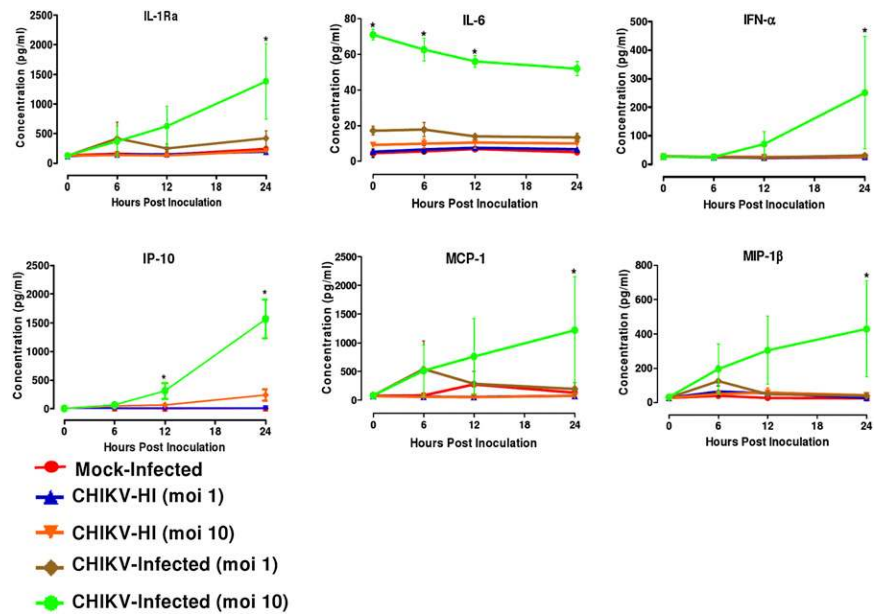 IL-1Ra
Concentration (pg/ml)
2500
2000
1500
1000
500
0
*
0 6 12 18 24
Hours Post Inoculation
IL-6
Concentration (pg/ml)
80
60
40
20
0
* * *
0 6 12 18 24
Hours Post Inoculation
IFN-α
Concentration (pg/ml)
500
400
300
200
100
0
*
0 6 12 18 24
Hours Post Inoculation
IP-10
Concentration (pg/ml)
2500
2000
1500
1000
500
0
* *
0 6 12 18 24
Hours Post Inoculation
MCP-1
Concentration (pg/ml)
2500
2000
1500
1000
500
0
*
0 6 12 18 24
Hours Post Inoculation
MIP-1β
Concentration (pg/ml)
800
600
400
200
0
*
0 6 12 18 24
Hours Post Inoculation
Mock-Infected
CHIKV-HI (moi 1)
CHIKV-HI (moi 10)
CHIKV-Infected (moi 1)
CHIKV-Infected (moi 10)